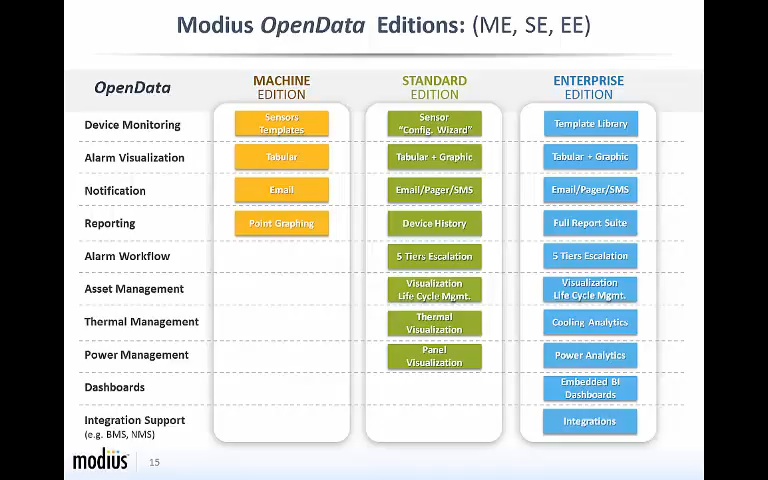 Modius OpenData Editions: (ME, SE, EE)
OpenData
MACHINE
EDITION
STANDARD
EDITION
ENTERPRISE
EDITION
Device Monitoring
Sensors
Templates
Sensor
"Config. Wizard"
Template Library
Alarm Visualization
Tabular
Tabular + Graphic
Tabular + Graphic
Notification
Email
Email/Pager/SMS
Email/Pager/SMS
Reporting
Point Graphing
Device History
Full Report Suite
Alarm Workflow
5 Tiers Escalation
5 Tiers Escalation
Asset Management
Visualization
Life Cycle Mgmt.
Visualization
Life Cycle Mgmt.
Thermal Management
Thermal
Visualization
Cooling Analytics
Power Management
Panel
Visualization
Power Analytics
Dashboards
Embedded BI
Dashboards
Integration Support
(e.g. BMS, NMS)
Integrations
modius
15